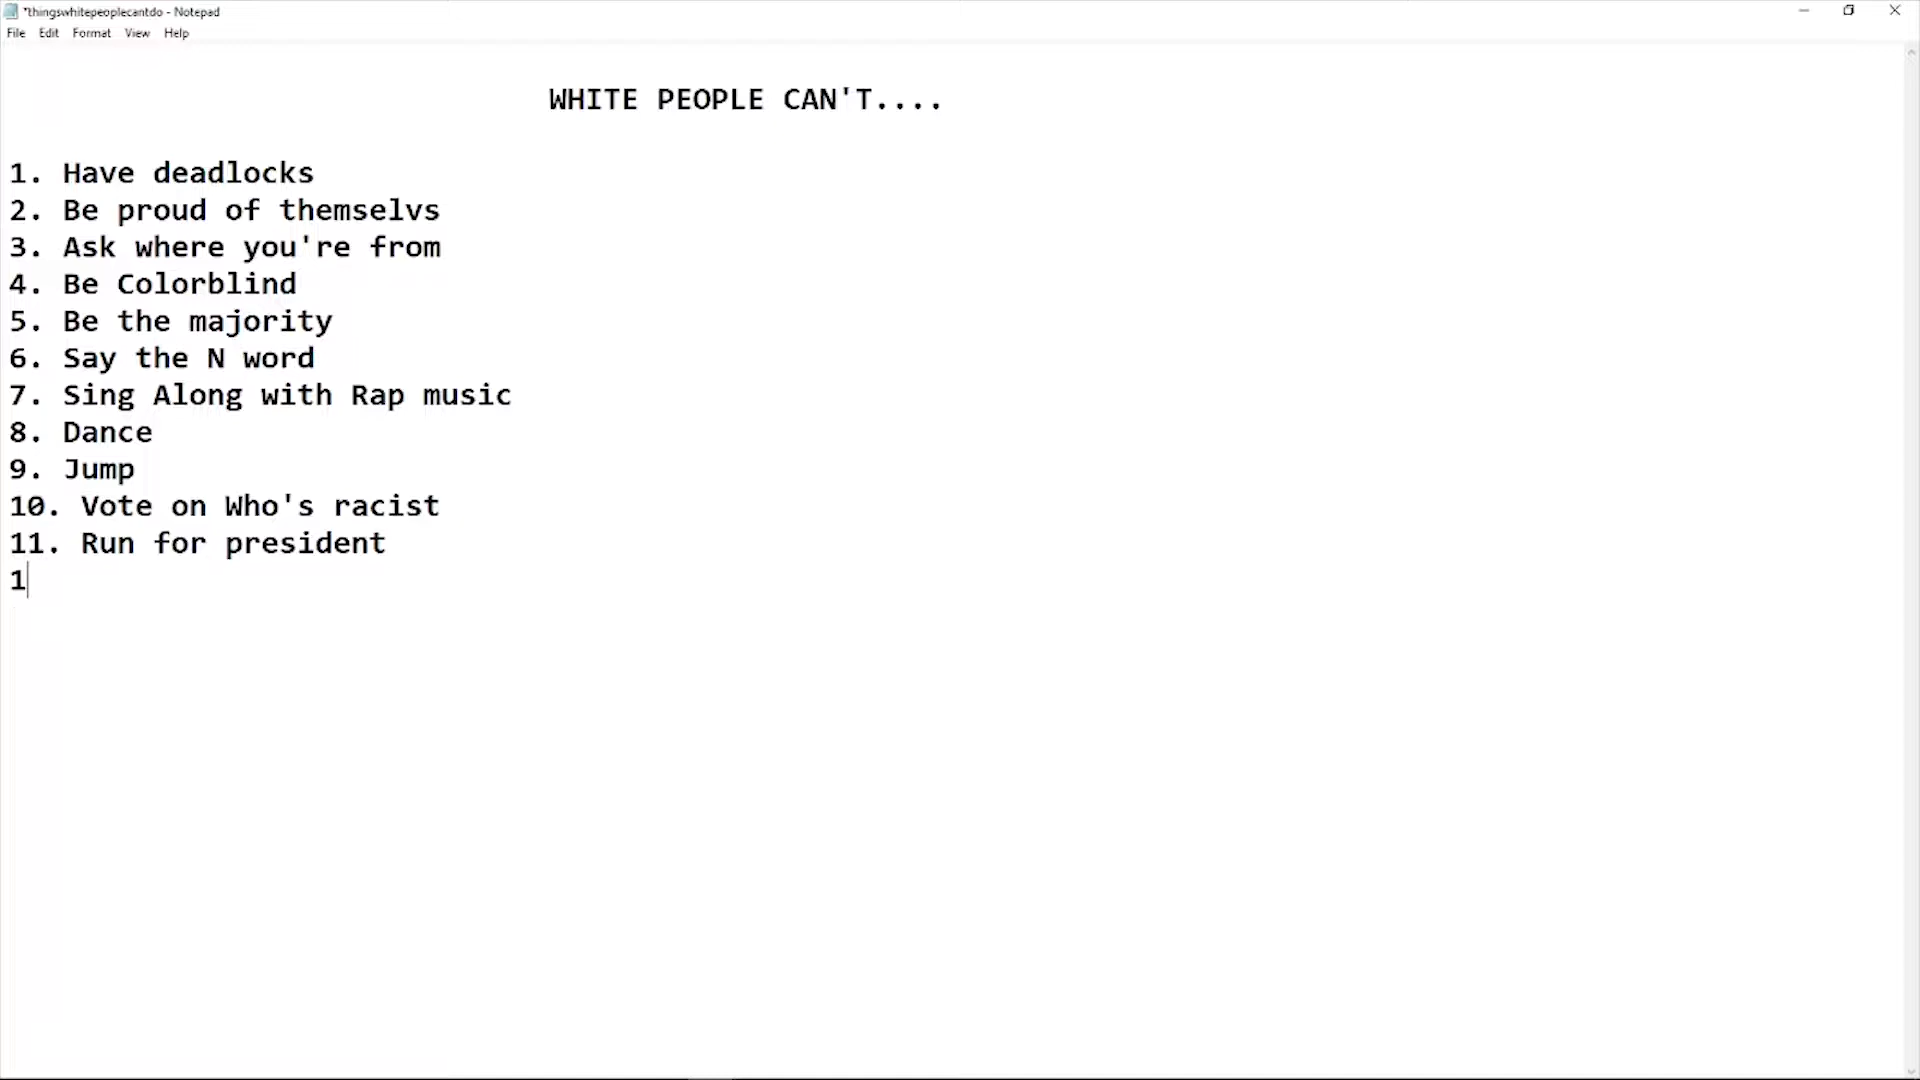 *thingswhitepeoplecantdo - Notepad
File Edit Format View Help
WHITE PEOPLE CAN'T....
1. Have deadlocks
2. Be proud of themselvs
3. Ask where you're from
4. Be Colorblind
5. Be the majority
6. Say the N word
7. Sing Along with Rap music
8. Dance
9. Jump
10. Vote on Who's racist
11. Run for president
1